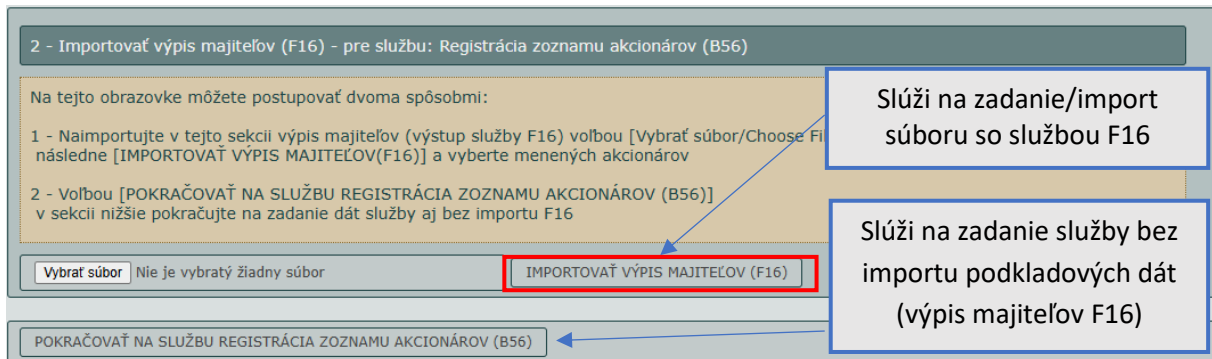 2 - Importovať výpis majiteľov (F16) - pre službu: Registrácia zoznamu akcionárov (B56)
Na tejto obrazovke môžete postupovať dvoma spôsobmi:
1 - Naimportujte v tejto sekcii výpis majiteľov (výstup služby F16) voľbou [Vybrať súbor/Choose Fil
následne [IMPORTOVAŤ VÝPIS MAJITEĽOV(F16)] a vyberte menených akcionárov
2 - Voľbou [POKRAČOVAŤ NA SLUŽBU REGISTRÁCIA ZOZNAMU AKCIONÁROV (B56)]
v sekcii nižšie pokračujte na zadanie dát služby aj bez importu F16
Slúži na zadanie/import
súboru so službou F16
Vybrať súbor Nie je vybratý žiadny súbor
IMPORTOVAŤ VÝPIS MAJITEĽOV (F16)
Slúži na zadanie služby bez
importu podkladových dát
(výpis majiteľov F16)
POKRAČOVAŤ NA SLUŽBU REGISTRÁCIA ZOZNAMU AKCIONÁROV (B56)